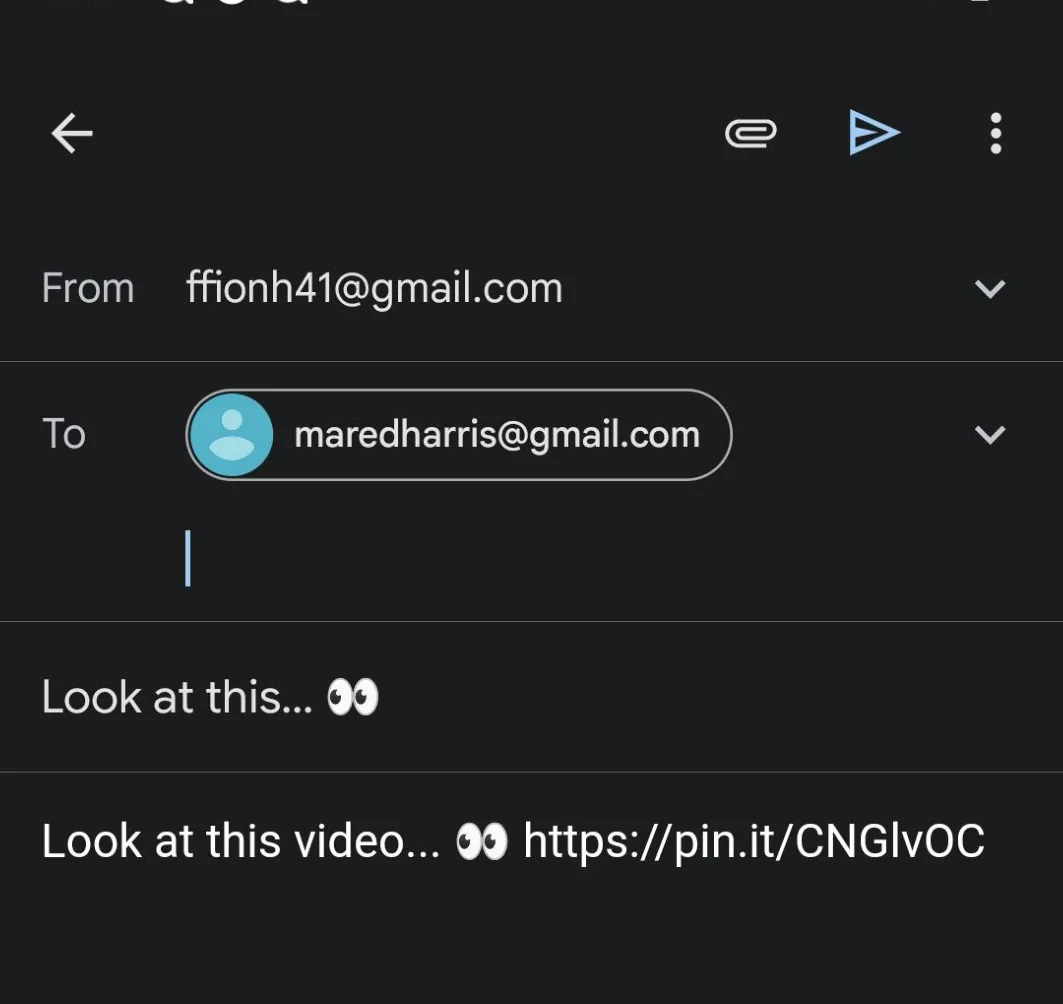 From ffionh41@gmail.com
To maredharris@gmail.com
Look at this... 👀
Look at this video... 👀 https://pin.it/CNGlvOC